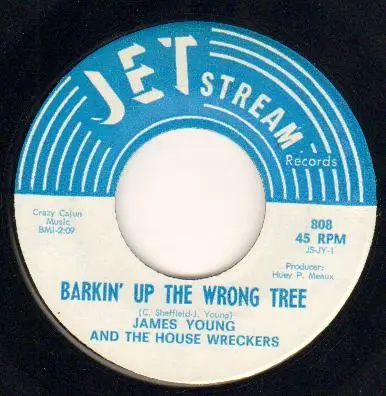 JET STREAM
Records
Crazy Cajun
Music
BMI-2:09
808
45 RPM
JS-JY-1
Producer:
Huey P. Meaux
BARKIN' UP THE WRONG TREE
(C. Sheffield-J. Young)
JAMES YOUNG
AND THE HOUSE WRECKERS